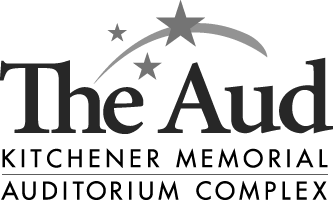 The Aud
KITCHENER MEMORIAL
AUDITORIUM COMPLEX